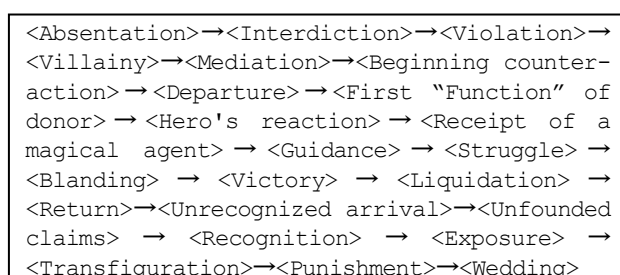 <Absentation>→<Interdiction>→<Violation>→
<Villainy>→<Mediation>→<Beginning counter-
action>→<Departure>→<First “Function” of
donor>→<Hero's reaction>→<Receipt of a
magical agent>→<Guidance>→<Struggle>→
<Blanding> → <Victory> → <Liquidation> →
<Return>→<Unrecognized arrival>→<Unfounded
claims> → <Recognition> → <Exposure> →
<Transfiguration>→<Punishment>→<Wedding>